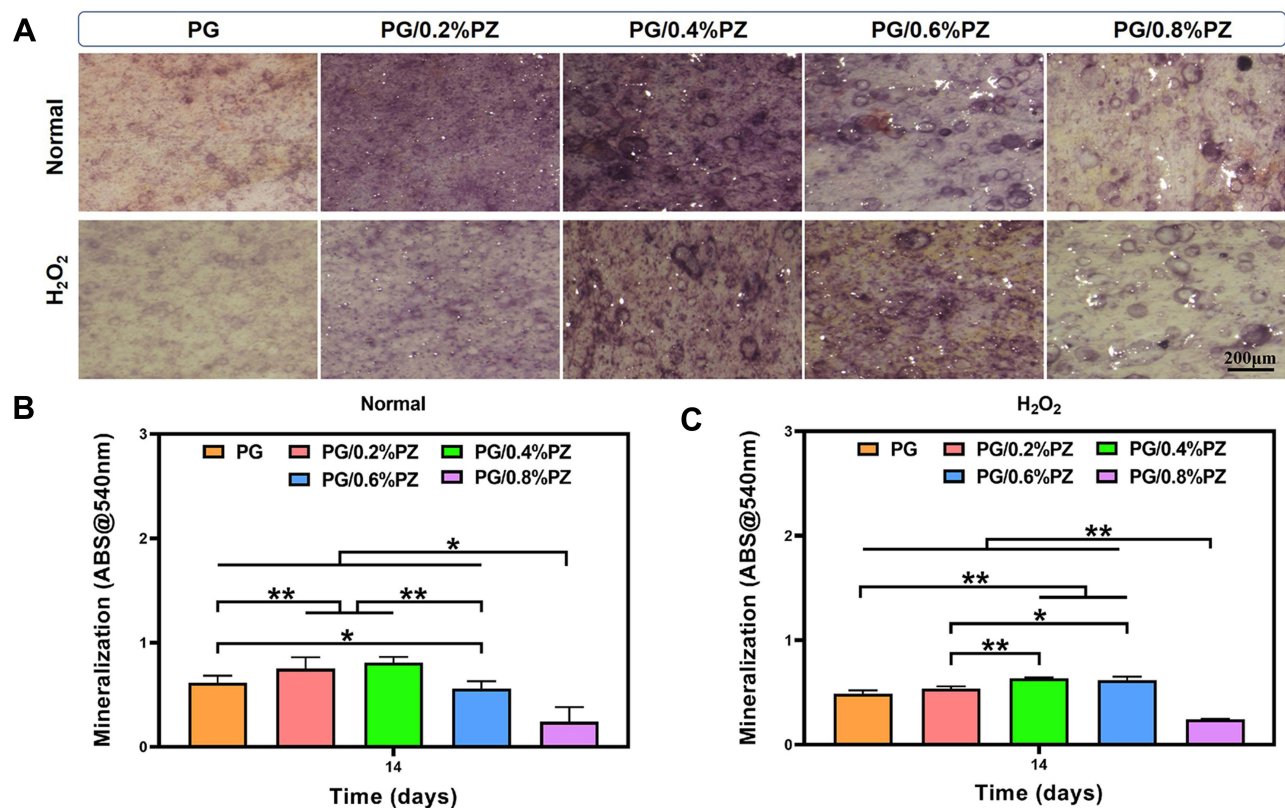 A
PG PG/0.2%PZ PG/0.4%PZ PG/0.6%PZ PG/0.8%PZ
Normal
H₂O₂
200μm
B
Normal
3
2
1
0
Mineralization (ABS@540nm)
PG PG/0.2%PZ PG/0.4%PZ
PG/0.6%PZ PG/0.8%PZ
*
** **
*
14
Time (days)
C
H₂O₂
3
2
1
0
Mineralization (ABS@540nm)
PG PG/0.2%PZ PG/0.4%PZ
PG/0.6%PZ PG/0.8%PZ
**
**
*
**
14
Time (days)